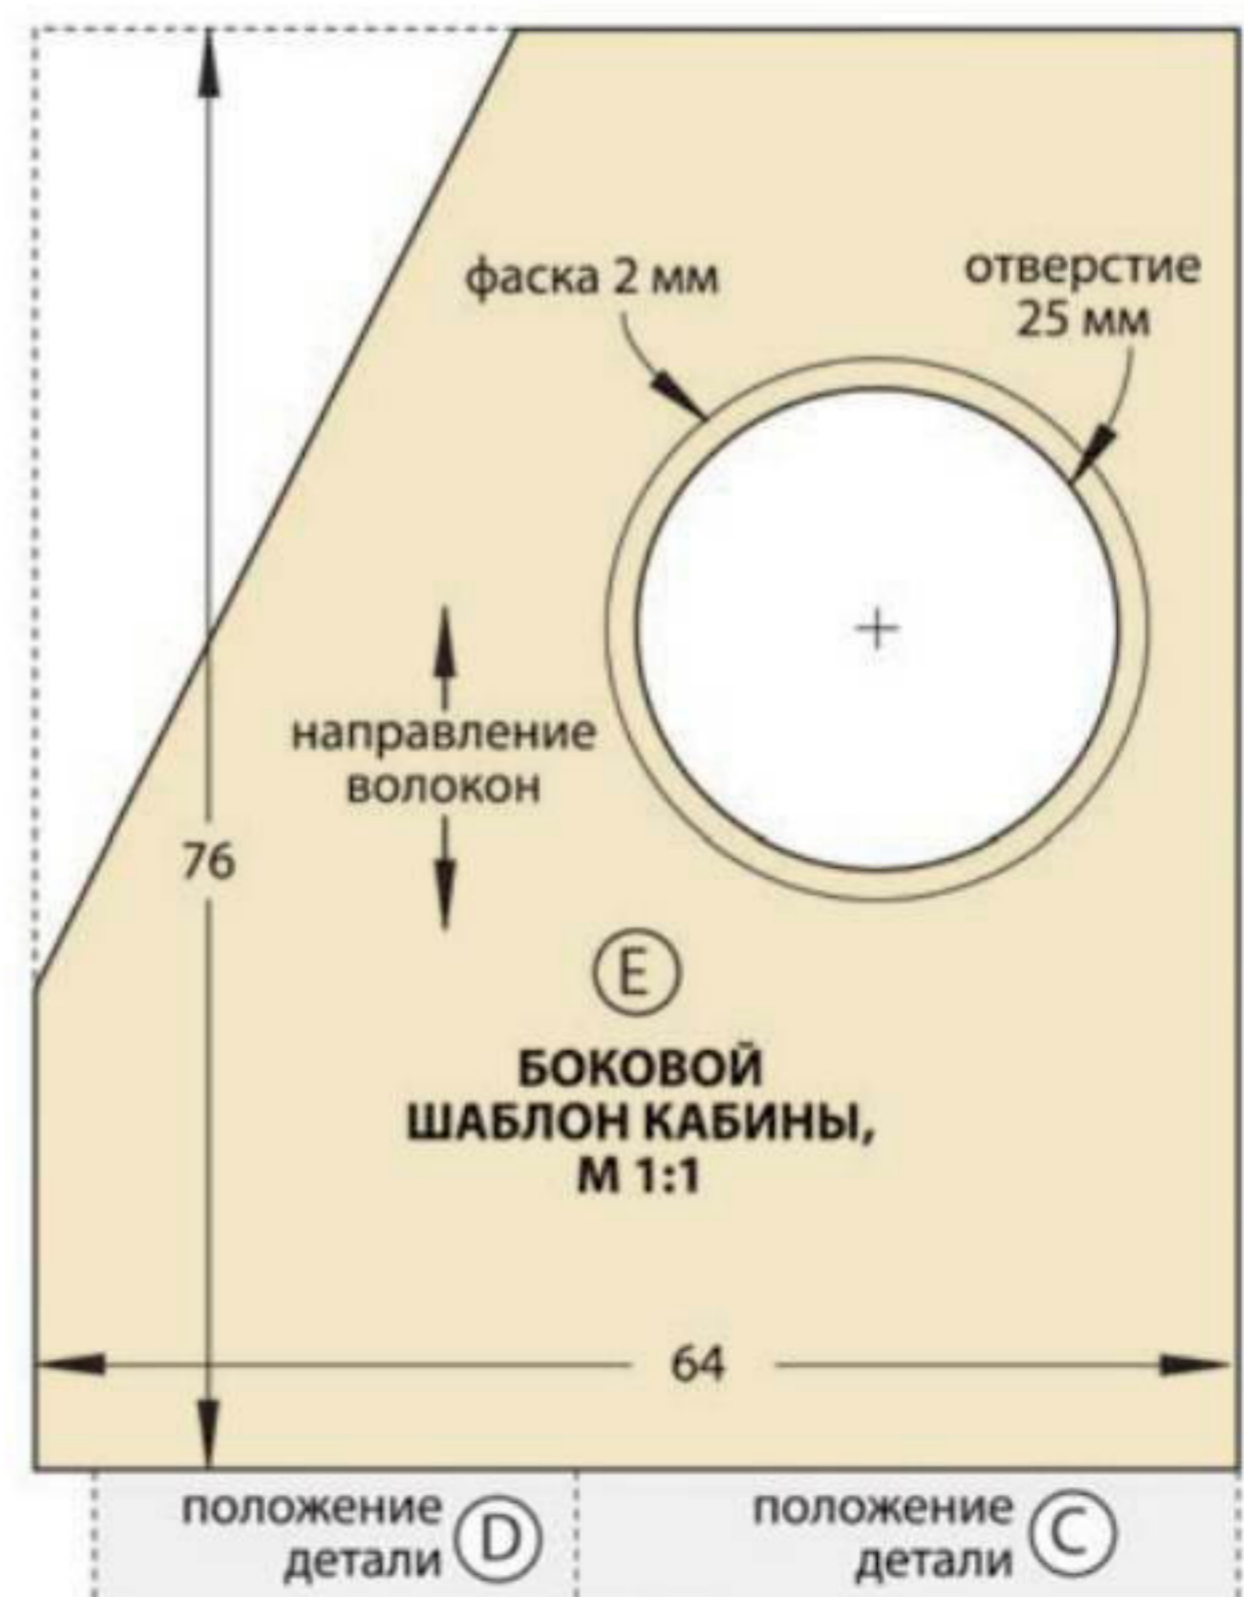 фаска 2 мм
отверстие
25 мм
направление
волокон
76
E
БОКОВОЙ
ШАБЛОН КАБИНЫ,
М 1:1
64
положение
детали D
положение
детали C